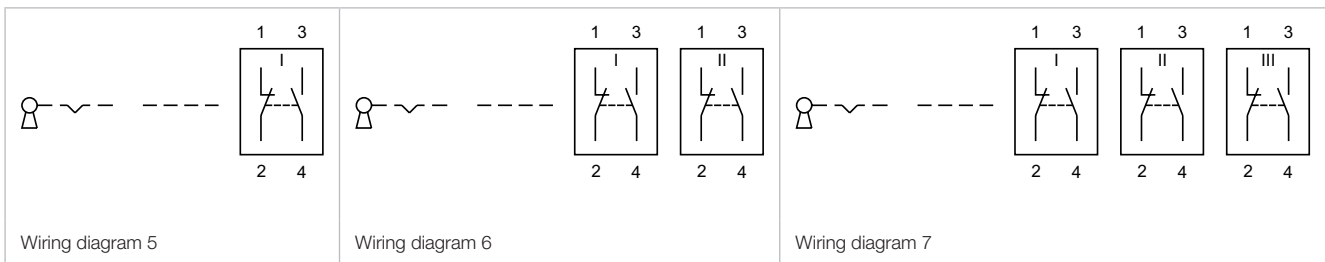 1 3
I
2 4
Wiring diagram 5
1 3 1 3
I II
2 4 2 4
Wiring diagram 6
1 3 1 3 1 3
I II III
2 4 2 4 2 4
Wiring diagram 7